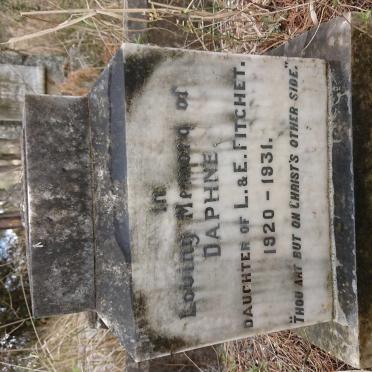 In
Loving Memory of
DAPHNE,
DAUGHTER OF L. & E. FITCHET.
1920 - 1931.
"THOU ART BUT ON CHRIST'S OTHER SIDE."